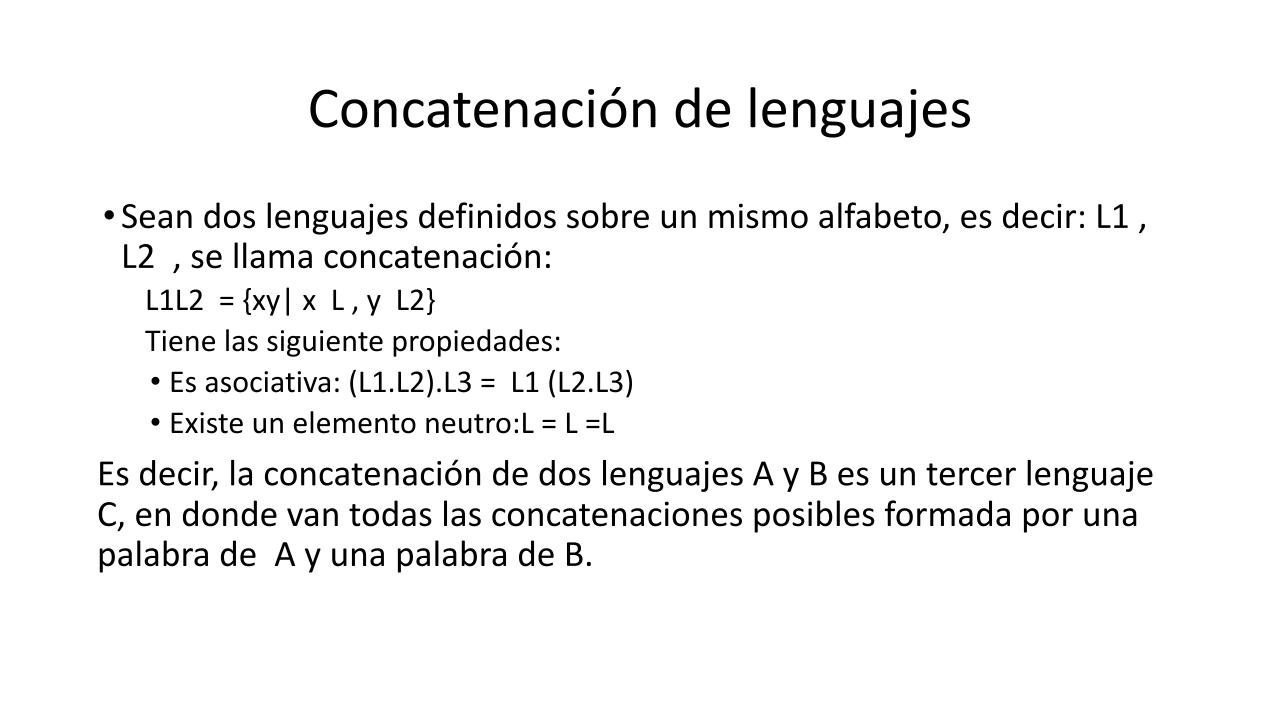 Concatenación de lenguajes
• Sean dos lenguajes definidos sobre un mismo alfabeto, es decir: L1 ,
L2  , se llama concatenación:
L1L2  = {xy| x  L , y  L2}
Tiene las siguiente propiedades:
• Es asociativa: (L1.L2).L3 =  L1 (L2.L3)
• Existe un elemento neutro:L = L =L
Es decir, la concatenación de dos lenguajes A y B es un tercer lenguaje
C, en donde van todas las concatenaciones posibles formada por una
palabra de  A y una palabra de B.